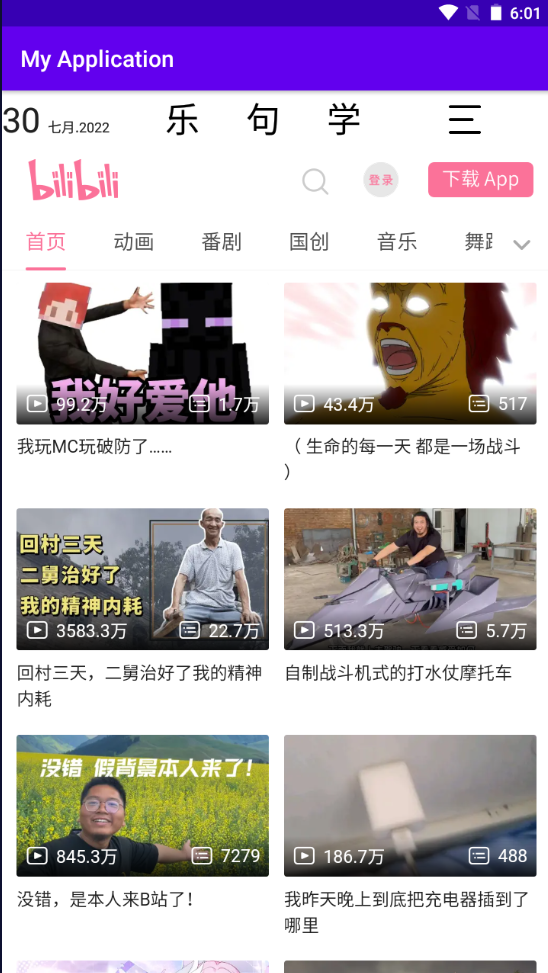 6:01
My Application
30 七月.2022 乐 句 学 三
bilibili 登录 下载 App
首页 动画 番剧 国创 音乐 舞蹈
我好爱他
99.2万 1.7万
43.4万 517
我玩MC玩破防了……
（ 生命的每一天 都是一场战斗
）
回村三天
二舅治好了
我的精神内耗
3583.3万 22.7万
513.3万 5.7万
回村三天，二舅治好了我的精神
内耗
自制战斗机式的打水仗摩托车
没错 假背景本人来了!
845.3万 7279
186.7万 488
没错，是本人来B站了!
我昨天晚上到底把充电器插到了
哪里